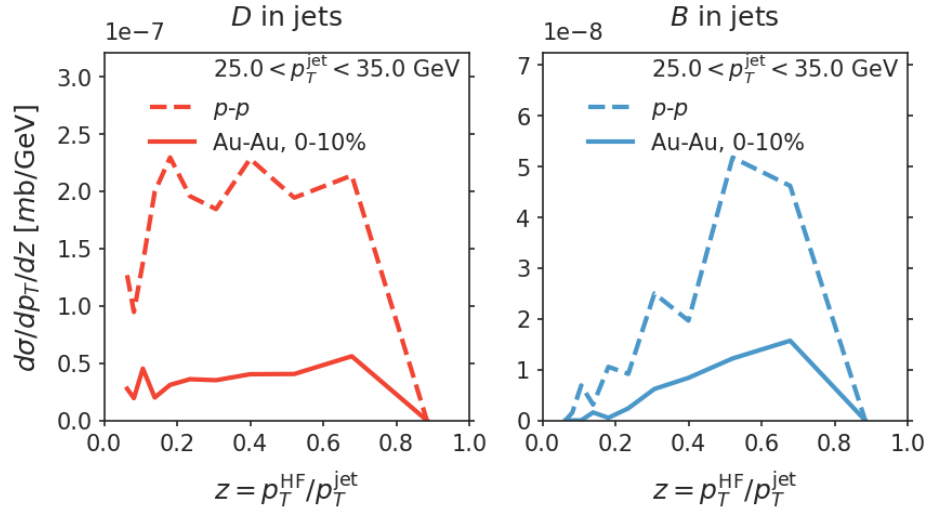 D in jets
1e−7
25.0 < p_T^jet < 35.0 GeV
p-p
Au-Au, 0-10%
dσ/dp_T/dz [mb/GeV]
3.0
2.5
2.0
1.5
1.0
0.5
0.0
0.0 0.2 0.4 0.6 0.8 1.0
z = p_T^HF/p_T^jet
B in jets
1e−8
25.0 < p_T^jet < 35.0 GeV
p-p
Au-Au, 0-10%
7
6
5
4
3
2
1
0
0.0 0.2 0.4 0.6 0.8 1.0
z = p_T^HF/p_T^jet